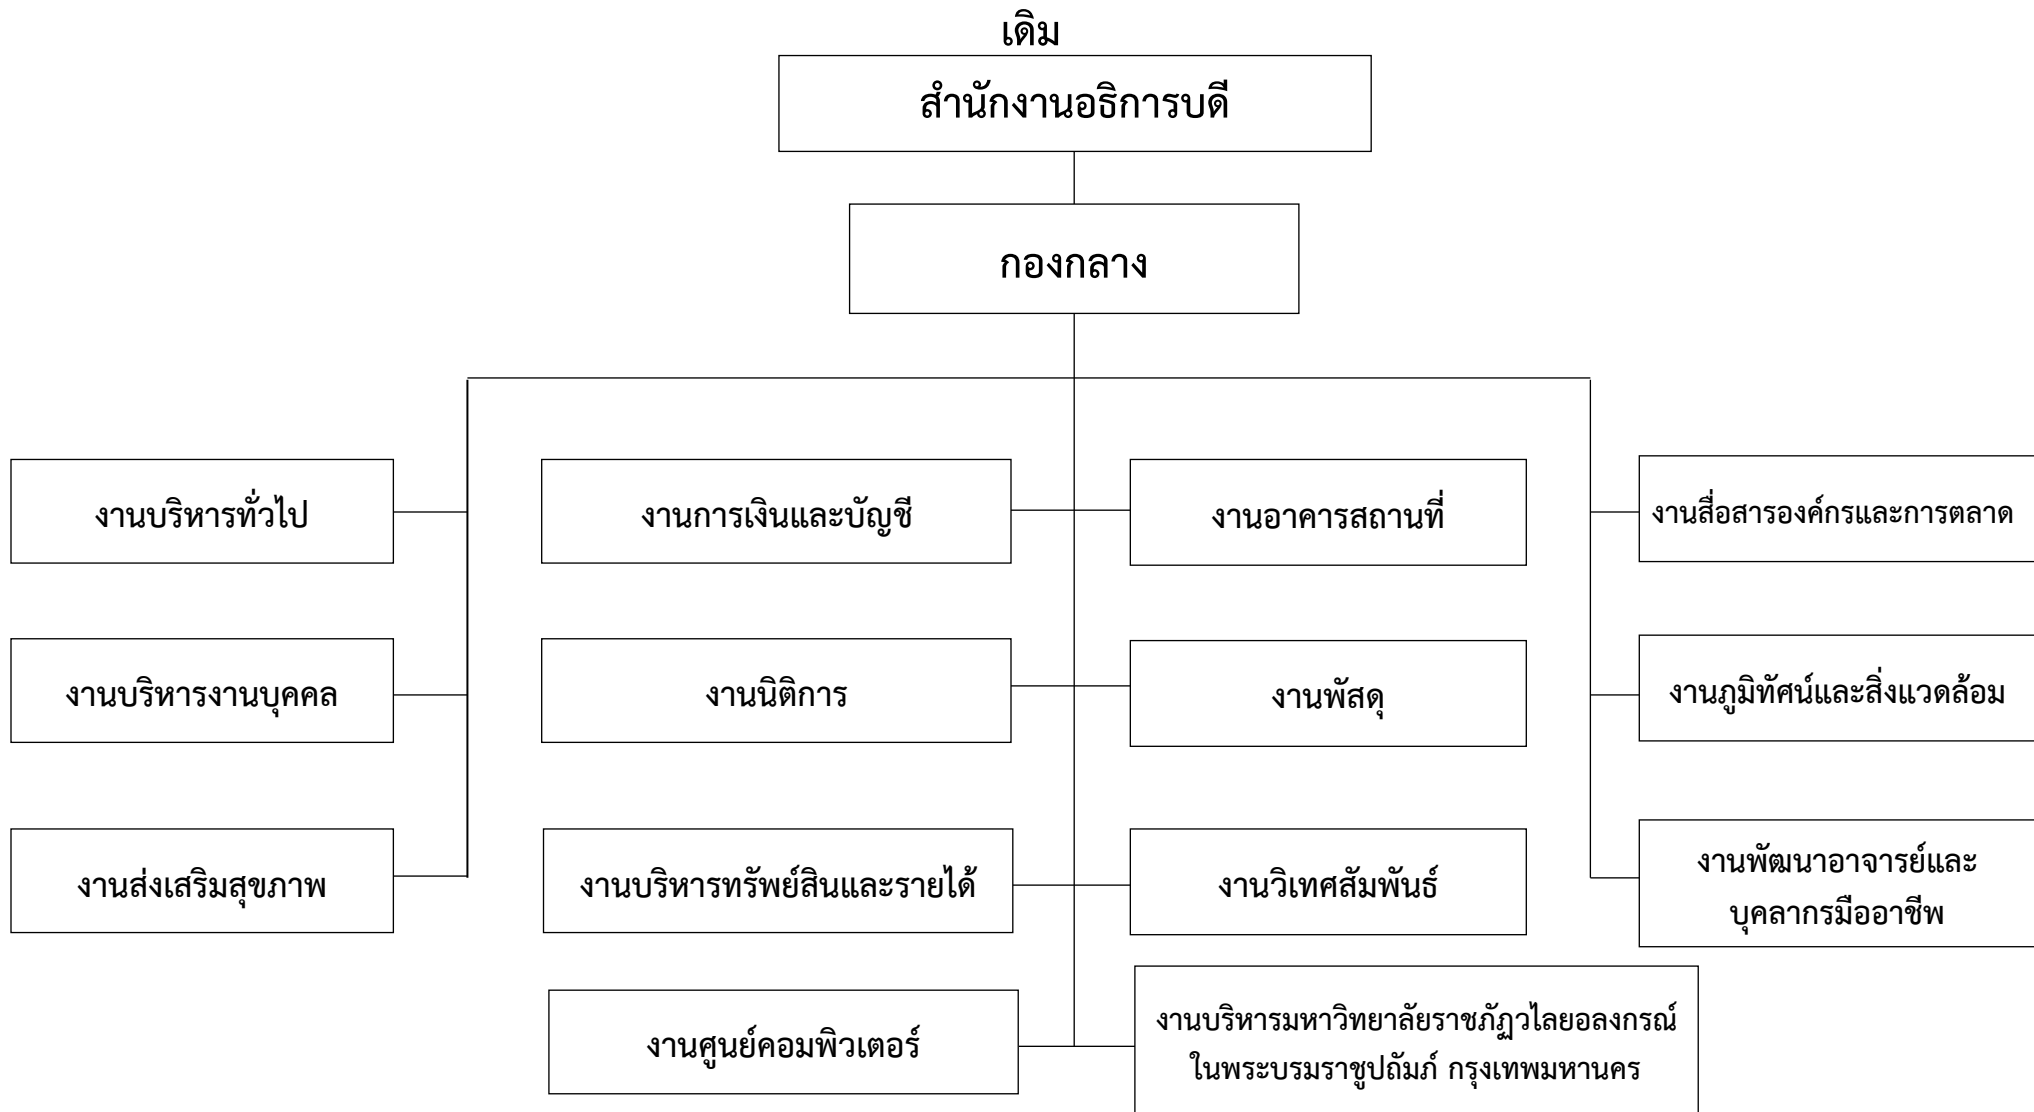 เดิม
สำนักงานอธิการบดี
กองกลาง
งานบริหารทั่วไป
งานการเงินและบัญชี
งานอาคารสถานที่
งานสื่อสารองค์กรและการตลาด
งานบริหารงานบุคคล
งานนิติการ
งานพัสดุ
งานภูมิทัศน์และสิ่งแวดล้อม
งานส่งเสริมสุขภาพ
งานบริหารทรัพย์สินและรายได้
งานวิเทศสัมพันธ์
งานพัฒนาอาจารย์และ
บุคลากรมืออาชีพ
งานศูนย์คอมพิวเตอร์
งานบริหารมหาวิทยาลัยราชภัฏวไลยอลงกรณ์
ในพระบรมราชูปถัมภ์ กรุงเทพมหานคร